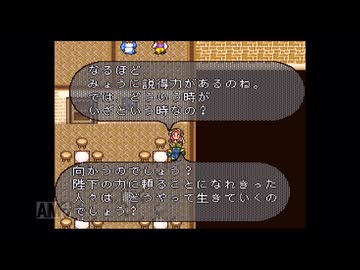 なるほど
みょうに説得力があるのね。
では、どういう時が
いざという時なの？
向かうのでしょう？
陛下の力に頼ることになれきった
人々は、どうやって生きていくの
でしょう？